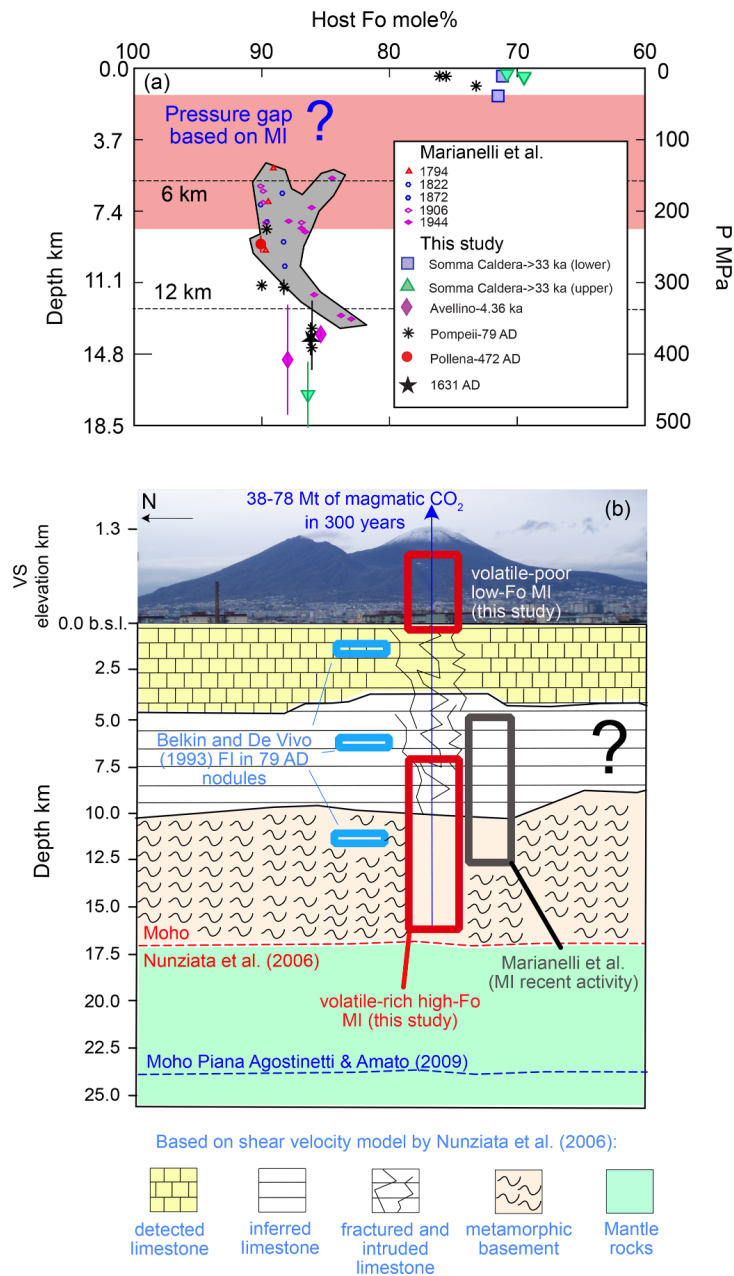 Host Fo mole%
100
90
80
70
60
0.0
3.7
7.4
11.1
14.8
18.5
Depth km
(a)
Pressure gap
based on MI
?
6 km
12 km
0
100
200
300
400
500
P MPa
Marianelli et al.
1794
1822
1872
1906
1944
This study
Somma Caldera->33 ka (lower)
Somma Caldera->33 ka (upper)
Avellino-4.36 ka
Pompeii-79 AD
Pollena-472 AD
1631 AD
N
38-78 Mt of magmatic CO2
in 300 years
(b)
VS
elevation km
1.3
0.0 b.s.l.
volatile-poor
low-Fo MI
(this study)
2.5
5.0
7.5
10.0
12.5
15.0
17.5
20.0
22.5
25.0
Depth km
Belkin and De Vivo
(1993) FI in 79 AD
nodules
?
Moho
Nunziata et al. (2006)
Marianelli et al.
(MI recent activity)
volatile-rich high-Fo
MI (this study)
Moho Piana Agostinetti & Amato (2009)
Based on shear velocity model by Nunziata et al. (2006):
detected
limestone
inferred
limestone
fractured and
intruded
limestone
metamorphic
basement
Mantle
rocks